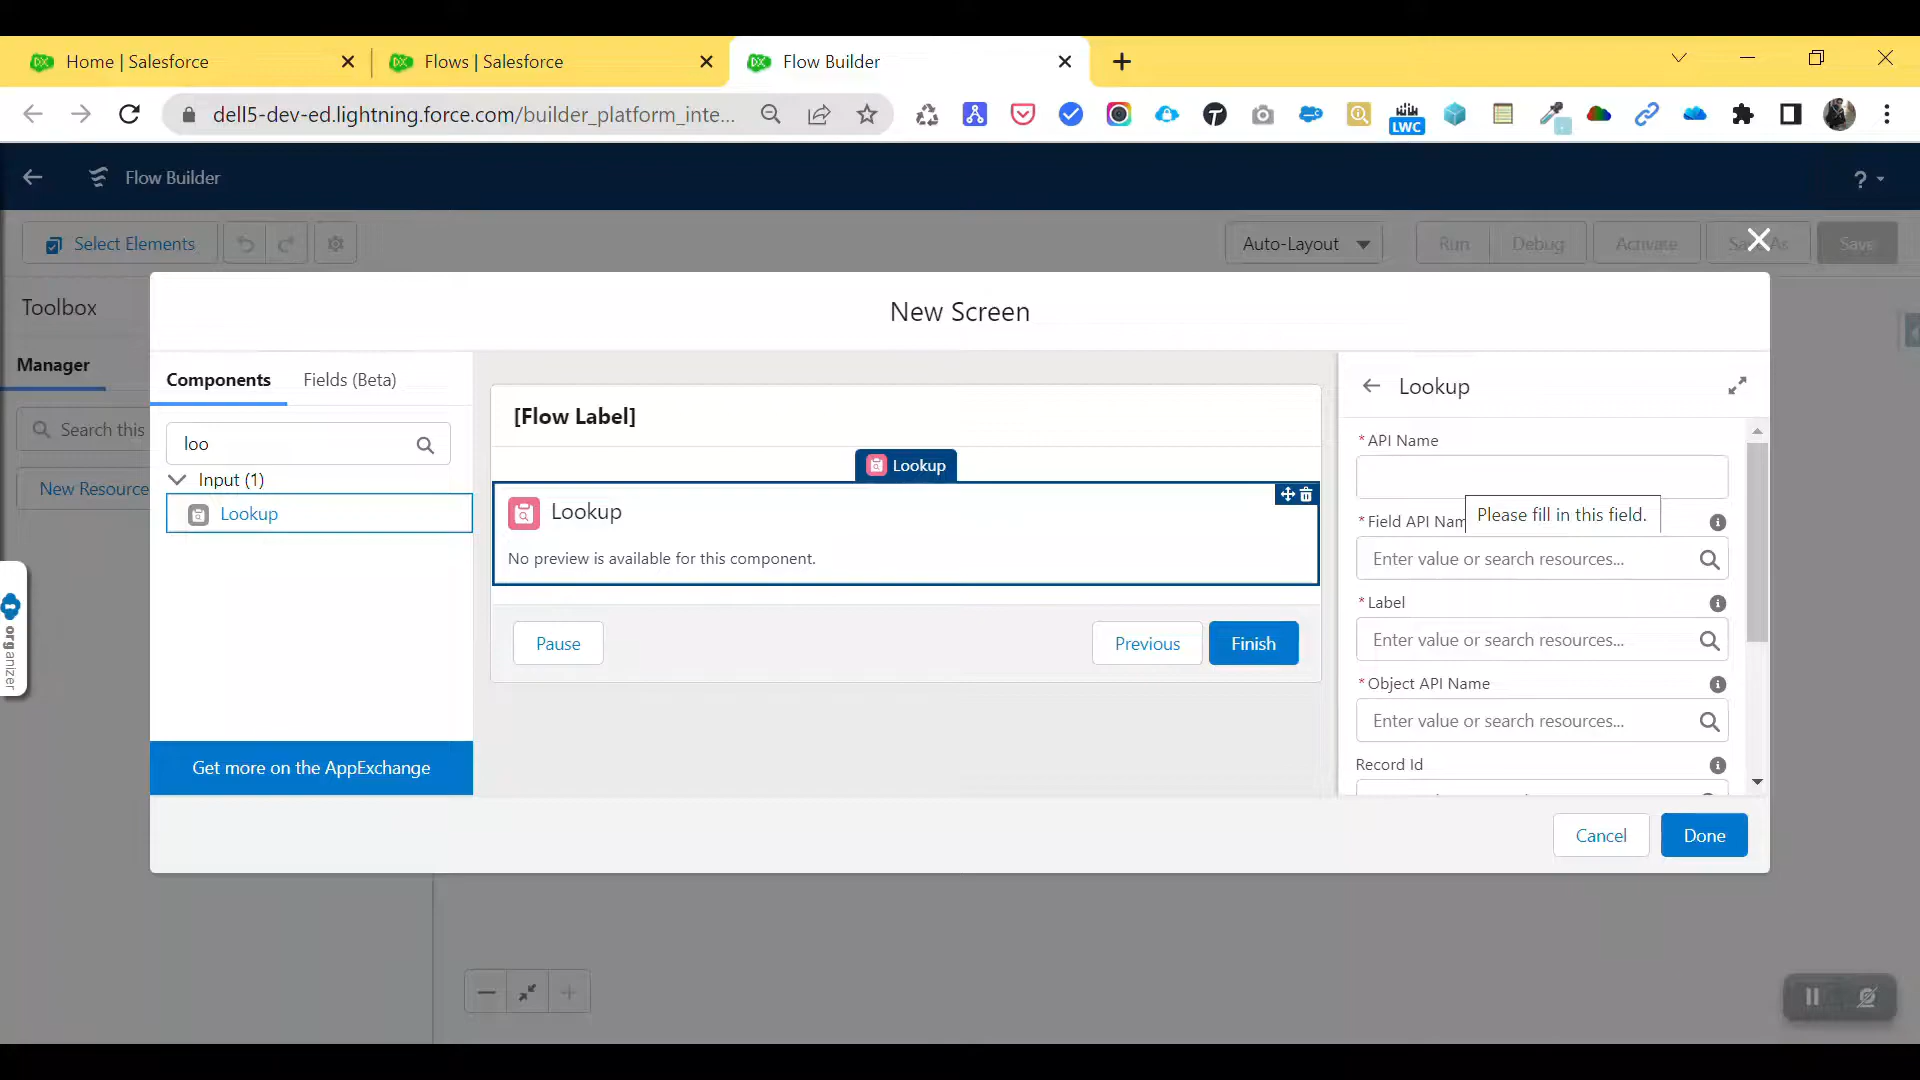 Home | Salesforce
Flows | Salesforce
Flow Builder
dell5-dev-ed.lightning.force.com/builder_platform_inte...
LWC
Flow Builder
?
Select Elements
Auto-Layout
Run
Debug
Activate
Save As
Save
Toolbox
Manager
Search this
New Resource
New Screen
Components
Fields (Beta)
loo
Input (1)
Lookup
Get more on the AppExchange
[Flow Label]
Lookup
Lookup
No preview is available for this component.
Pause
Previous
Finish
Lookup
* API Name
Please fill in this field.
* Field API Nam
Enter value or search resources...
* Label
Enter value or search resources...
* Object API Name
Enter value or search resources...
Record Id
Cancel
Done
organizer